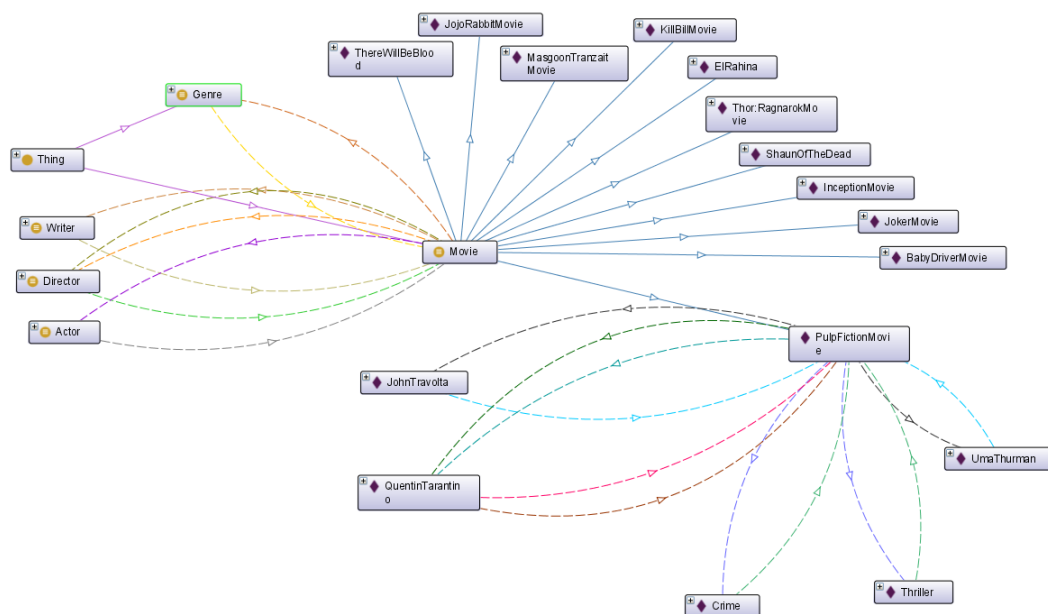 JojoRabbitMovie
KillBillMovie
ThereWillBeBloo
d
MasgoonTranzait
Movie
ElRahina
Genre
Thor:RagnarokMo
vie
Thing
ShaunOfTheDead
InceptionMovie
Writer
JokerMovie
Movie
BabyDriverMovie
Director
Actor
PulpFictionMovi
e
JohnTravolta
UmaThurman
QuentinTarantin
o
Thriller
Crime